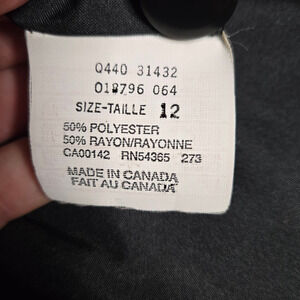 Q440 31432
018796 064
SIZE-TAILLE 12
50% POLYESTER
50% RAYON/RAYONNE
CA00142 RN54365 273
MADE IN CANADA
FAIT AU CANADA